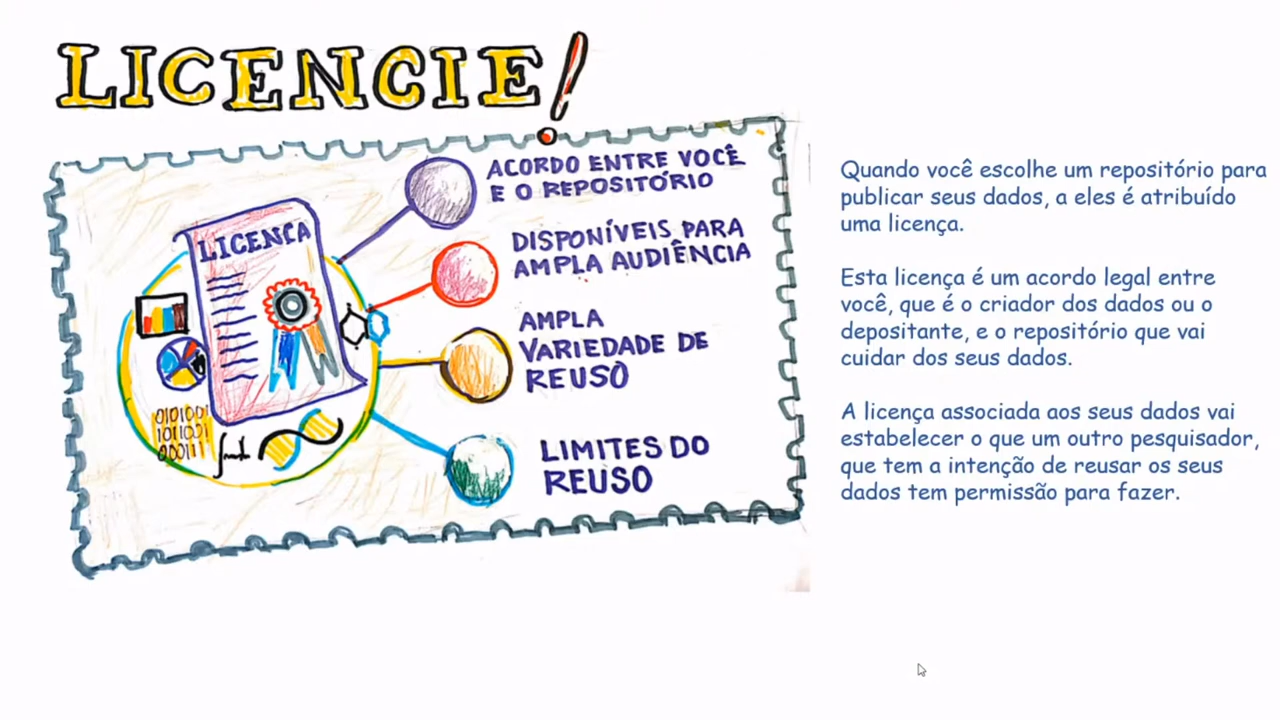 LICENCIE!
ACORDO ENTRE VOCÊ
E O REPOSITÓRIO
LICENÇA
DISPONÍVEIS PARA
AMPLA AUDIÊNCIA
AMPLA
VARIEDADE DE
REUSO
010100
101100
000111
LIMITES DO
REUSO
Quando você escolhe um repositório para
publicar seus dados, a eles é atribuído
uma licença.
Esta licença é um acordo legal entre
você, que é o criador dos dados ou o
depositante, e o repositório que vai
cuidar dos seus dados.
A licença associada aos seus dados vai
estabelecer o que um outro pesquisador,
que tem a intenção de reusar os seus
dados tem permissão para fazer.